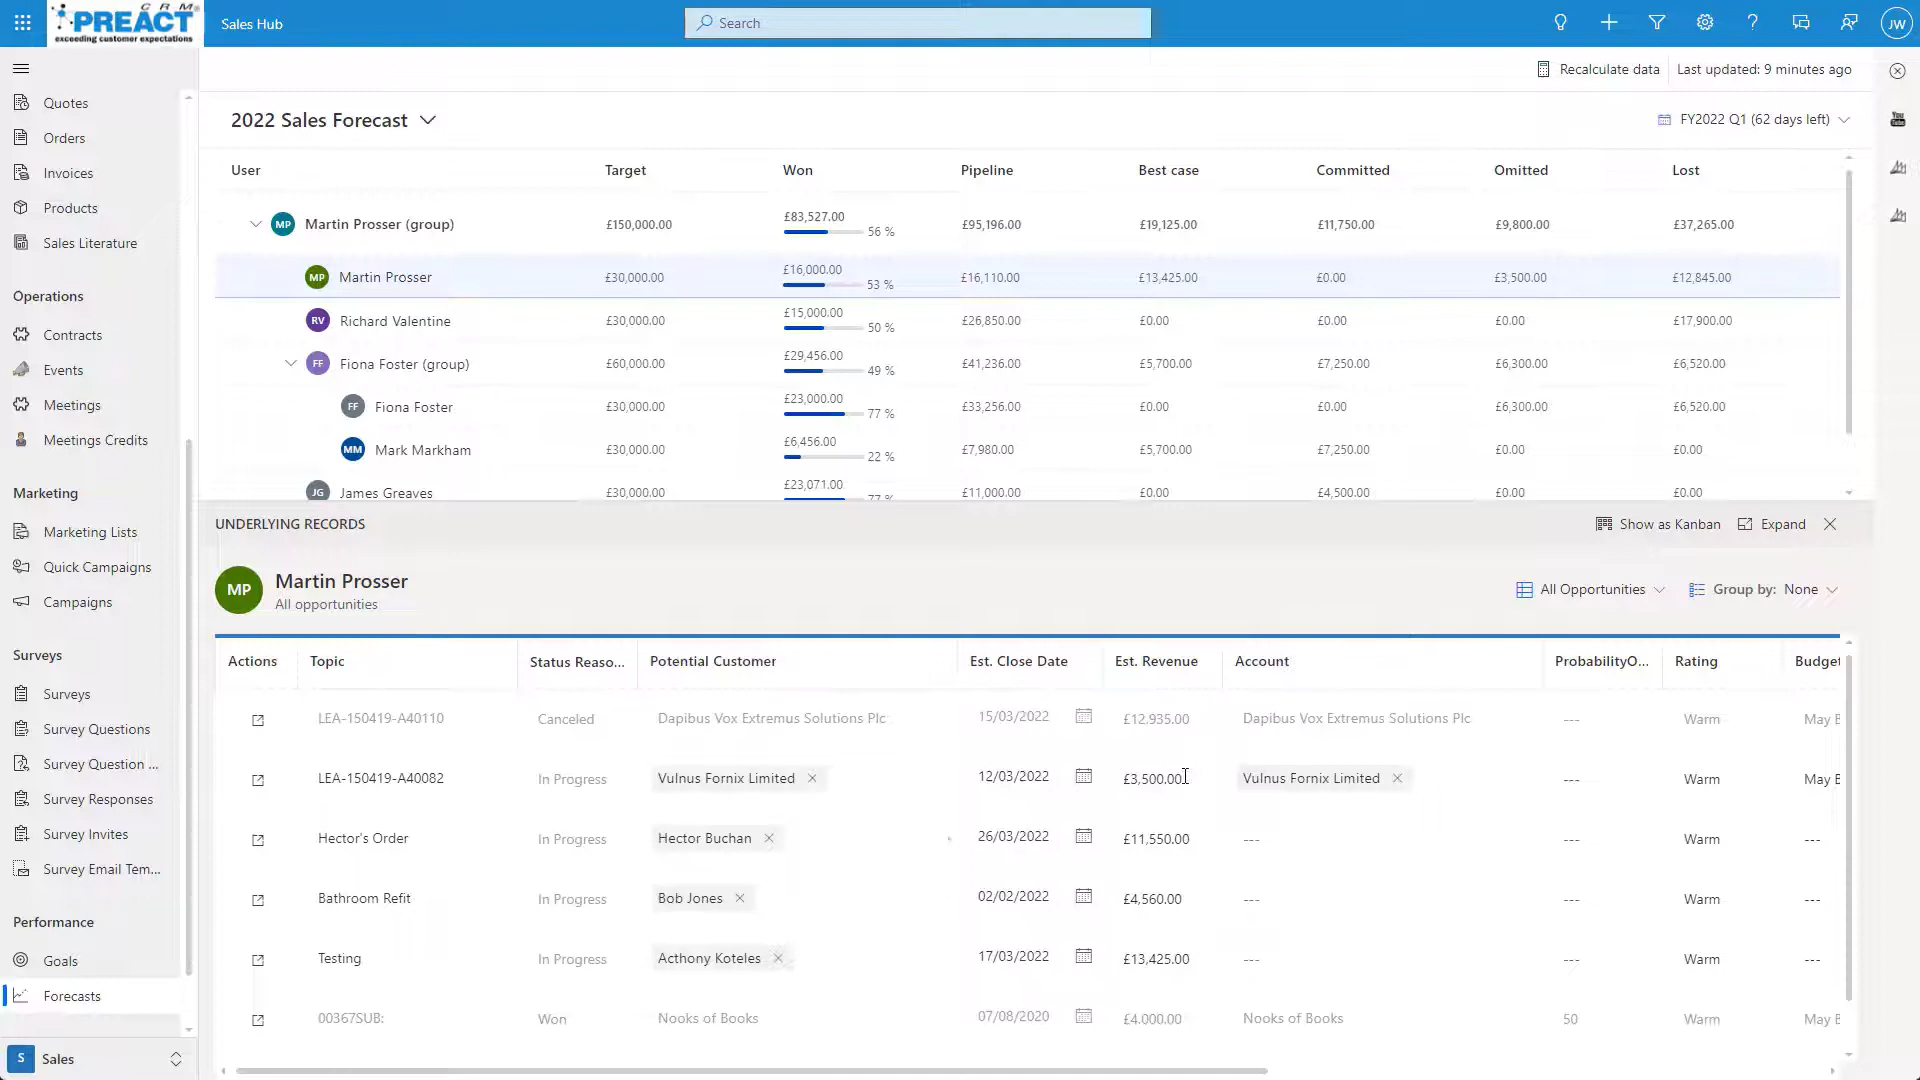 CRM
PREACT
exceeding customer expectations
Sales Hub
Search
JW
Recalculate data
Last updated: 9 minutes ago
2022 Sales Forecast
FY2022 Q1 (62 days left)
User Target Won Pipeline Best case Committed Omitted Lost
MP Martin Prosser (group) £150,000.00 £83,527.00 56 % £95,196.00 £19,125.00 £11,750.00 £9,800.00 £37,265.00
MP Martin Prosser £30,000.00 £16,000.00 53 % £16,110.00 £13,425.00 £0.00 £3,500.00 £12,845.00
RV Richard Valentine £30,000.00 £15,000.00 50 % £26,850.00 £0.00 £0.00 £0.00 £17,900.00
FF Fiona Foster (group) £60,000.00 £29,456.00 49 % £41,236.00 £5,700.00 £7,250.00 £6,300.00 £6,520.00
FF Fiona Foster £30,000.00 £23,000.00 77 % £33,256.00 £0.00 £0.00 £6,300.00 £6,520.00
MM Mark Markham £30,000.00 £6,456.00 22 % £7,980.00 £5,700.00 £7,250.00 £0.00 £0.00
JG James Greaves £30,000.00 £23,071.00 77 % £11,000.00 £0.00 £4,500.00 £0.00 £0.00
Quotes
Orders
Invoices
Products
Sales Literature
Operations
Contracts
Events
Meetings
Meetings Credits
Marketing
Marketing Lists
Quick Campaigns
Campaigns
Surveys
Surveys
Survey Questions
Survey Question ...
Survey Responses
Survey Invites
Survey Email Tem...
Performance
Goals
Forecasts
S Sales
UNDERLYING RECORDS
Show as Kanban
Expand
MP
Martin Prosser
All opportunities
All Opportunities
Group by: None
Actions Topic Status Reaso... Potential Customer Est. Close Date Est. Revenue Account ProbabilityO... Rating Budget
LEA-150419-A40110 Canceled Dapibus Vox Extremus Solutions Plc 15/03/2022 £12,935.00 Dapibus Vox Extremus Solutions Plc --- Warm May B
LEA-150419-A40082 In Progress Vulnus Fornix Limited 12/03/2022 £3,500.00 Vulnus Fornix Limited --- Warm May B
Hector's Order In Progress Hector Buchan 26/03/2022 £11,550.00 --- --- Warm ---
Bathroom Refit In Progress Bob Jones 02/02/2022 £4,560.00 --- --- Warm ---
Testing In Progress Acthony Koteles 17/03/2022 £13,425.00 --- --- Warm ---
00367SUB: Won Nooks of Books 07/08/2020 £4,000.00 Nooks of Books 50 Warm May B
You